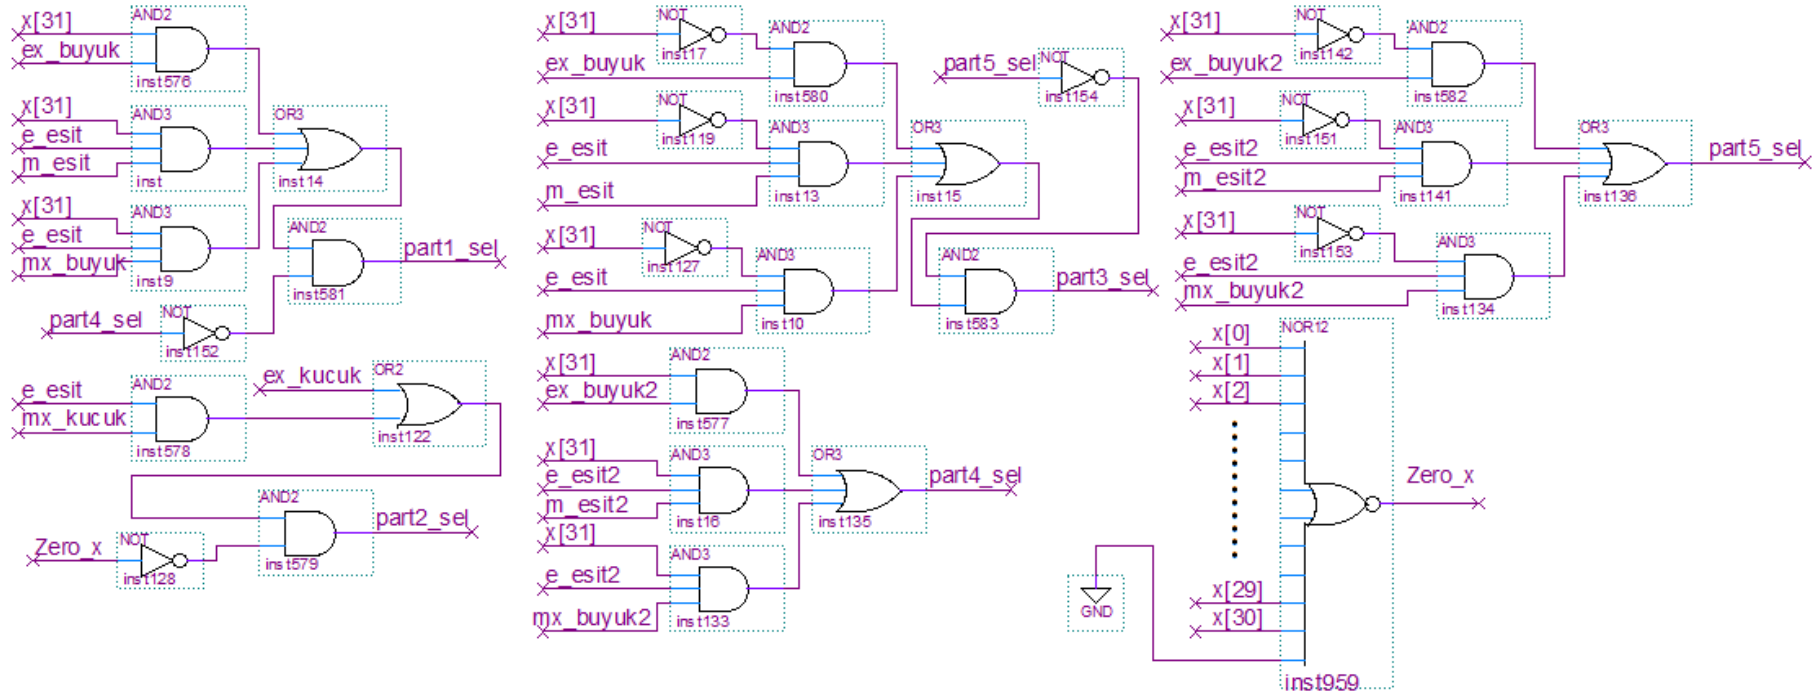 AND2
x[31]
ex_buyuk
inst576
AND3
x[31]
e_esit
m_esit
inst
OR3
inst14
AND3
x[31]
e_esit
mx_buyuk
inst9
AND2
part1_sel
inst581
NOT
part4_sel
inst152
AND2
e_esit
mx_kucuk
inst578
OR2
ex_kucuk
inst122
AND2
part2_sel
inst579
NOT
Zero_x
inst128
NOT
x[31]
inst17
AND2
ex_buyuk
inst580
NOT
x[31]
inst119
AND3
e_esit
m_esit
inst13
OR3
inst15
NOT
x[31]
inst127
AND3
e_esit
mx_buyuk
inst10
NOT
part5_sel
inst154
AND2
part3_sel
inst583
AND2
x[31]
ex_buyuk2
inst577
AND3
x[31]
e_esit2
m_esit2
inst16
OR3
part4_sel
inst135
AND3
x[31]
e_esit2
mx_buyuk2
inst133
NOT
x[31]
inst142
AND2
ex_buyuk2
inst582
NOT
x[31]
inst151
AND3
e_esit2
m_esit2
inst141
OR3
part5_sel
inst136
NOT
x[31]
inst153
AND3
e_esit2
mx_buyuk2
inst134
NOR12
x[0]
x[1]
x[2]
Zero_x
x[29]
x[30]
GND
inst959